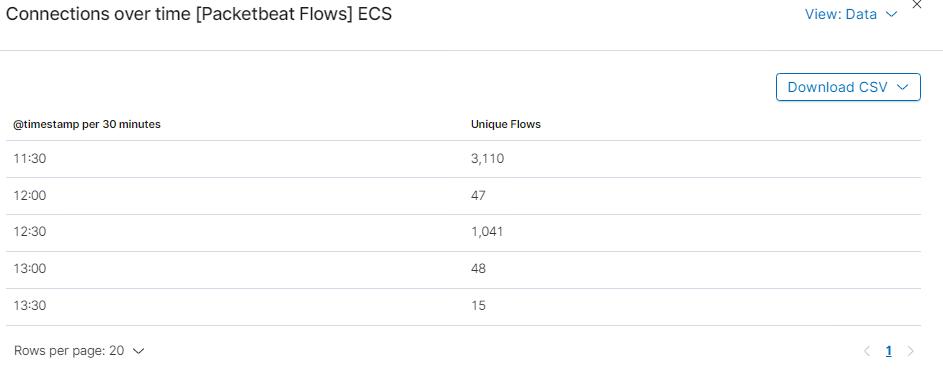 Connections over time [Packetbeat Flows] ECS
View: Data
Download CSV
@timestamp per 30 minutes Unique Flows
11:30 3,110
12:00 47
12:30 1,041
13:00 48
13:30 15
Rows per page: 20 1